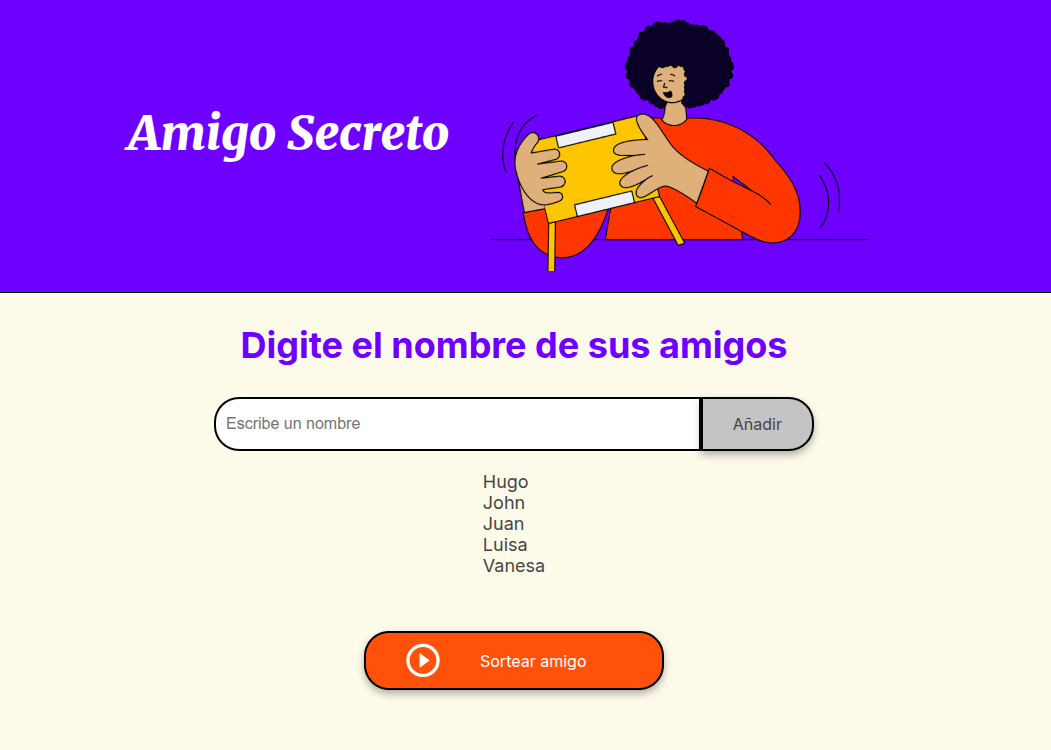 Amigo Secreto
Digite el nombre de sus amigos
Escribe un nombre
Añadir
Hugo
John
Juan
Luisa
Vanesa
Sortear amigo